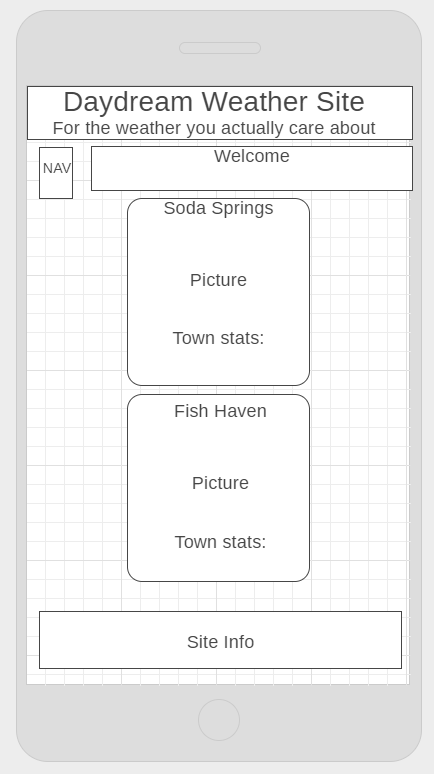 Daydream Weather Site
For the weather you actually care about
NAV
Welcome
Soda Springs
Picture
Town stats:
Fish Haven
Picture
Town stats:
Site Info